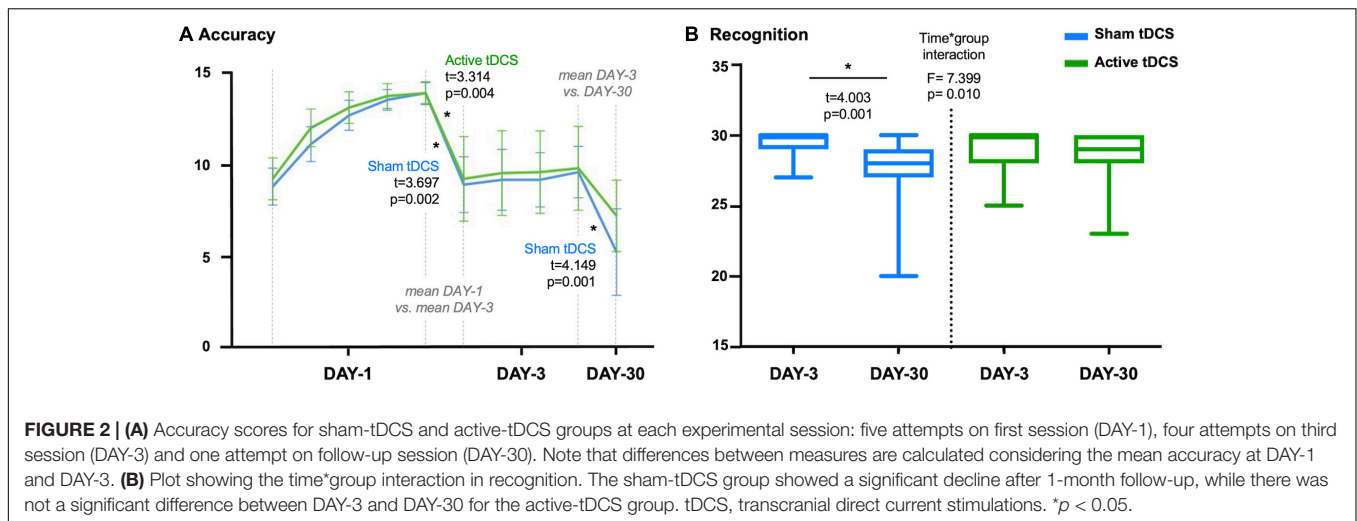 A Accuracy
15
10
5
0
Active tDCS
t=3.314
p=0.004
*
*
Sham tDCS
t=3.697
p=0.002
mean DAY-1
vs. mean DAY-3
mean DAY-3
vs. DAY-30
*
Sham tDCS
t=4.149
p=0.001
DAY-1
DAY-3
DAY-30
B Recognition
35
30
25
20
15
*
t=4.003
p=0.001
Time*group
interaction
F= 7.399
p= 0.010
Sham tDCS
Active tDCS
DAY-3
DAY-30
DAY-3
DAY-30
FIGURE 2 | (A) Accuracy scores for sham-tDCS and active-tDCS groups at each experimental session: five attempts on first session (DAY-1), four attempts on third
session (DAY-3) and one attempt on follow-up session (DAY-30). Note that differences between measures are calculated considering the mean accuracy at DAY-1
and DAY-3. (B) Plot showing the time*group interaction in recognition. The sham-tDCS group showed a significant decline after 1-month follow-up, while there was
not a significant difference between DAY-3 and DAY-30 for the active-tDCS group. tDCS, transcranial direct current stimulations. *p < 0.05.